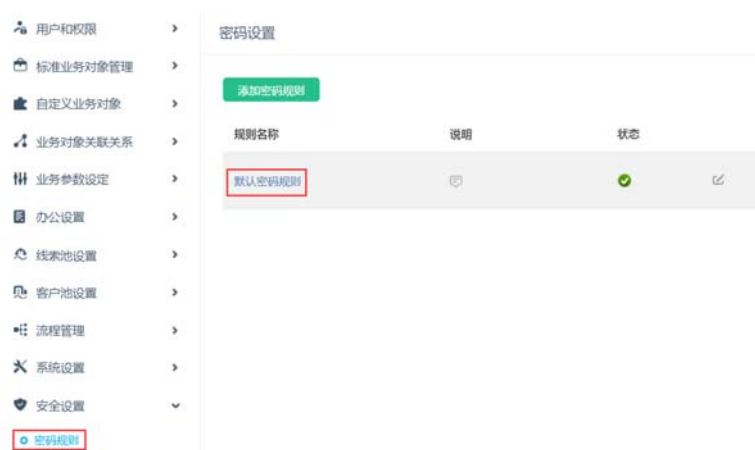 用户和权限
标准业务对象管理
自定义业务对象
业务对象关联关系
业务参数设定
办公设置
线索池设置
客户池设置
流程管理
系统设置
安全设置
密码规则
密码设置
添加密码规则
规则名称 说明 状态
默认密码规则